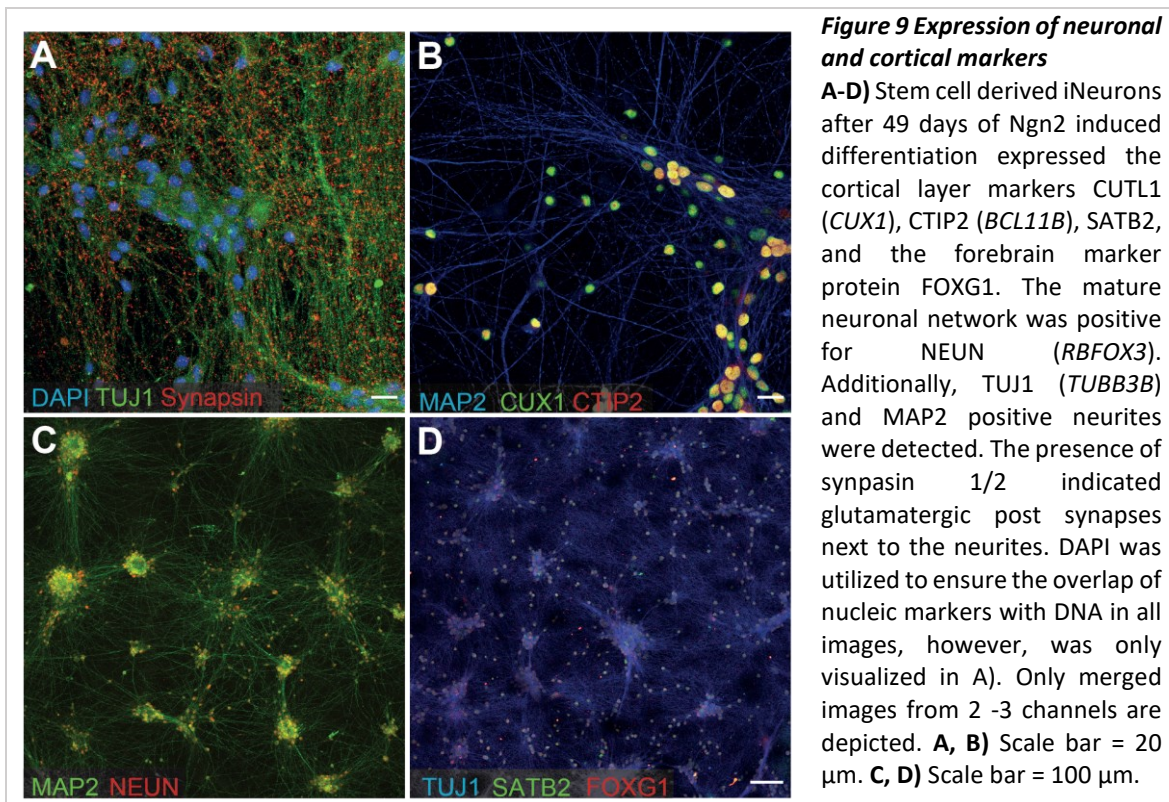 A
DAPI TUJ1 Synapsin
B
MAP2 CUX1 CTIP2
C
MAP2 NEUN
D
TUJ1 SATB2 FOXG1
Figure 9 Expression of neuronal
and cortical markers
A-D) Stem cell derived iNeurons
after 49 days of Ngn2 induced
differentiation expressed the
cortical layer markers CUTL1
(CUX1), CTIP2 (BCL11B), SATB2,
and the forebrain marker
protein FOXG1. The mature
neuronal network was positive
for NEUN (RBFOX3).
Additionally, TUJ1 (TUBB3B)
and MAP2 positive neurites
were detected. The presence of
synpasin 1/2 indicated
glutamatergic post synapses
next to the neurites. DAPI was
utilized to ensure the overlap of
nucleic markers with DNA in all
images, however, was only
visualized in A). Only merged
images from 2 -3 channels are
depicted. A, B) Scale bar = 20
µm. C, D) Scale bar = 100 µm.